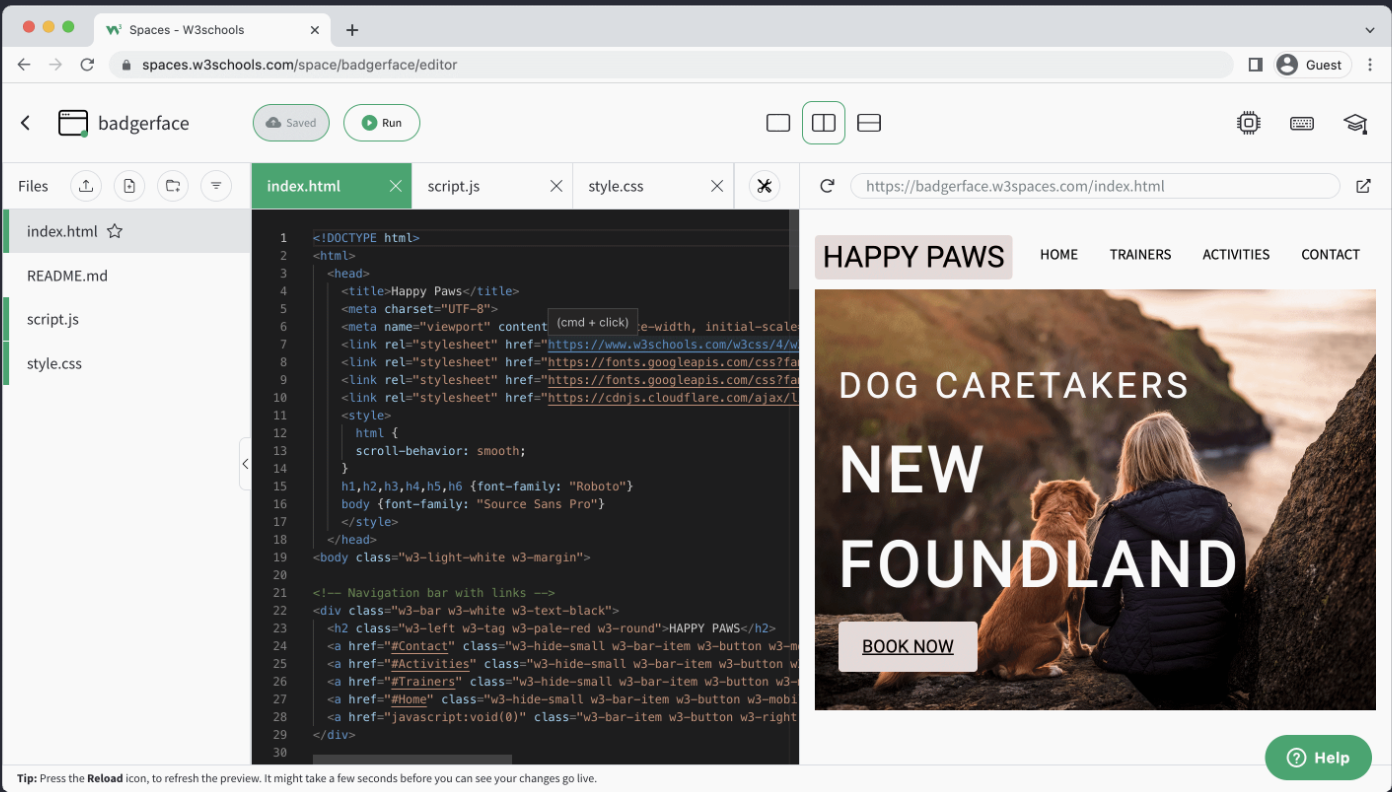 Spaces - W3schools
spaces.w3schools.com/space/badgerface/editor
Guest
badgerface
Saved
Run
Files
index.html
script.js
style.css
https://badgerface.w3spaces.com/index.html
index.html
README.md
script.js
style.css
1 <!DOCTYPE html>
2 <html>
3 <head>
4 <title>Happy Paws</title>
5 <meta charset="UTF-8">
6 <meta name="viewport" content e-width, initial-scale=
(cmd + click)
7 <link rel="stylesheet" href="https://www.w3schools.com/w3css/4/w
8 <link rel="stylesheet" href="https://fonts.googleapis.com/css?fam
9 <link rel="stylesheet" href="https://fonts.googleapis.com/css?fam
10 <link rel="stylesheet" href="https://cdnjs.cloudflare.com/ajax/l
11 <style>
12 html {
13 scroll-behavior: smooth;
14 }
15 h1,h2,h3,h4,h5,h6 {font-family: "Roboto"}
16 body {font-family: "Source Sans Pro"}
17 </style>
18 </head>
19 <body class="w3-light-white w3-margin">
20
21 <!-- Navigation bar with links -->
22 <div class="w3-bar w3-white w3-text-black">
23 <h2 class="w3-left w3-tag w3-pale-red w3-round">HAPPY PAWS</h2>
24 <a href="#Contact" class="w3-hide-small w3-bar-item w3-button w3-m
25 <a href="#Activities" class="w3-hide-small w3-bar-item w3-button w
26 <a href="#Trainers" class="w3-hide-small w3-bar-item w3-button w3-
27 <a href="#Home" class="w3-hide-small w3-bar-item w3-button w3-mobi
28 <a href="javascript:void(0)" class="w3-bar-item w3-button w3-right
29 </div>
30
HAPPY PAWS
HOME
TRAINERS
ACTIVITIES
CONTACT
DOG CARETAKERS
NEW
FOUNDLAND
BOOK NOW
Help
Tip: Press the Reload icon, to refresh the preview. It might take a few seconds before you can see your changes go live.